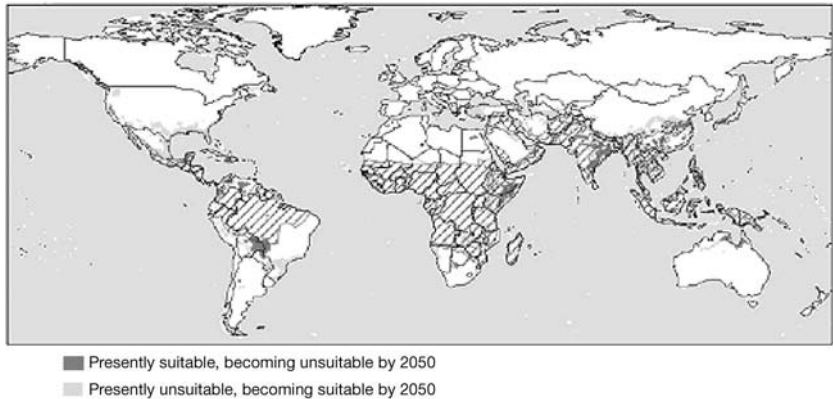 Presently suitable, becoming unsuitable by 2050
Presently unsuitable, becoming suitable by 2050